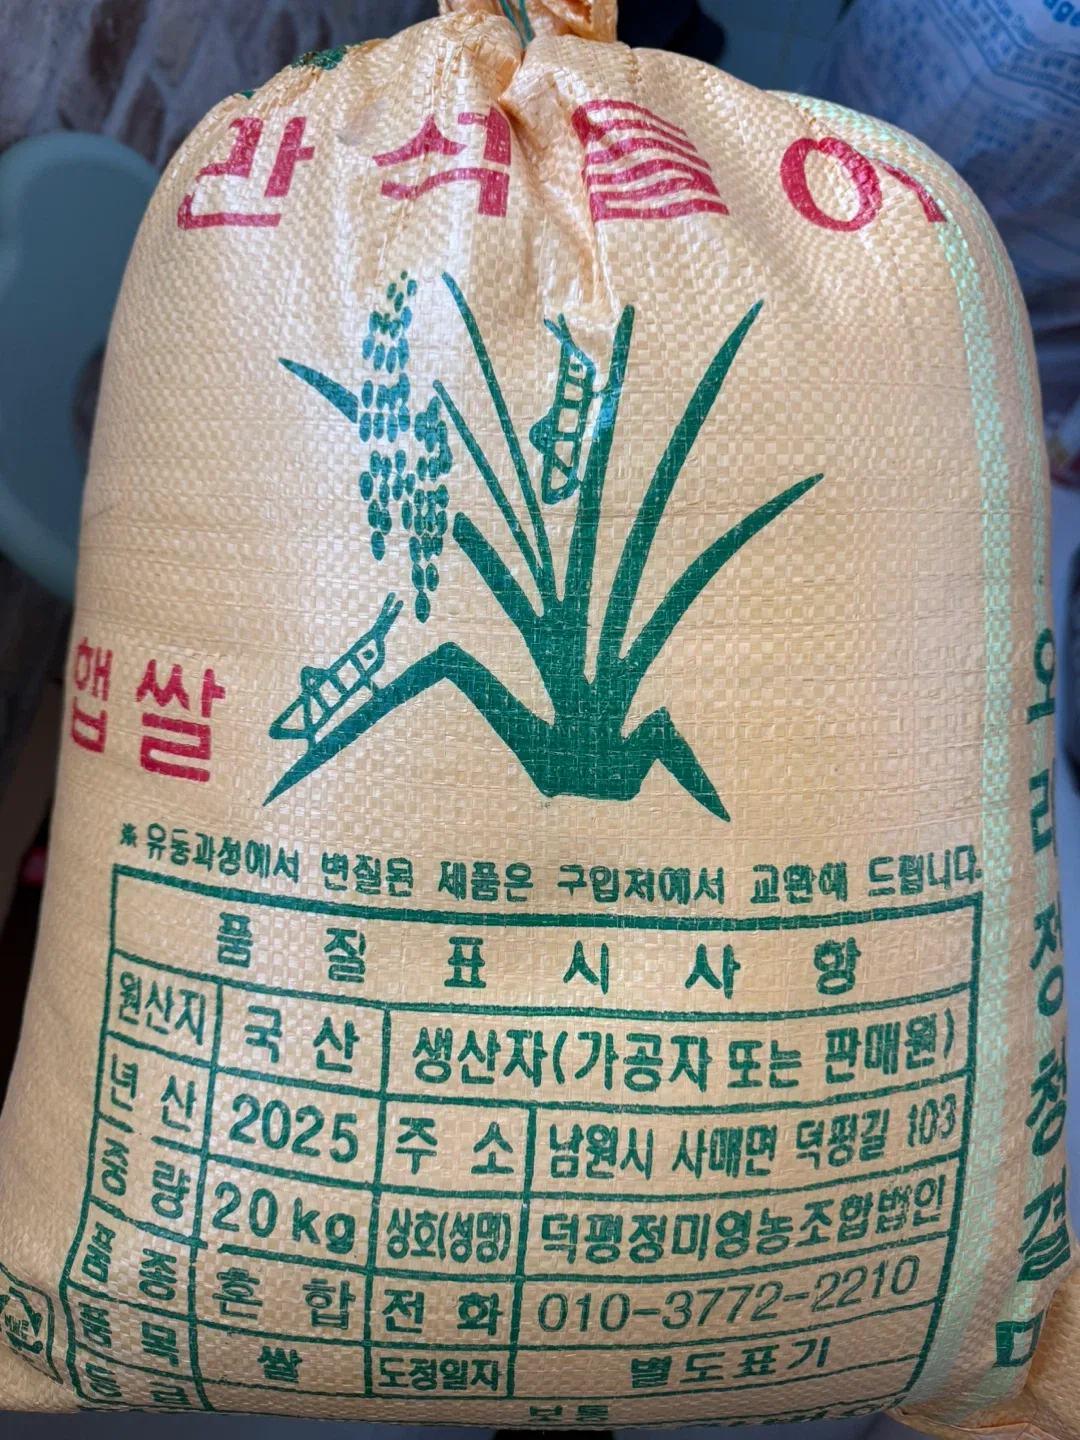 햅쌀
※유통과정에서 변질된 제품은 구입처에서 교환해 드립니다.
품질표시사항
원산지 국산 생산자(가공자 또는 판매원)
년산 2025 주소 남원시 사매면 덕평길 103
중량 20kg 상호(성명) 덕평정미영농조합법인
품종 혼합 전화 010-3772-2210
품목 쌀 도정일자 별도표기
보통